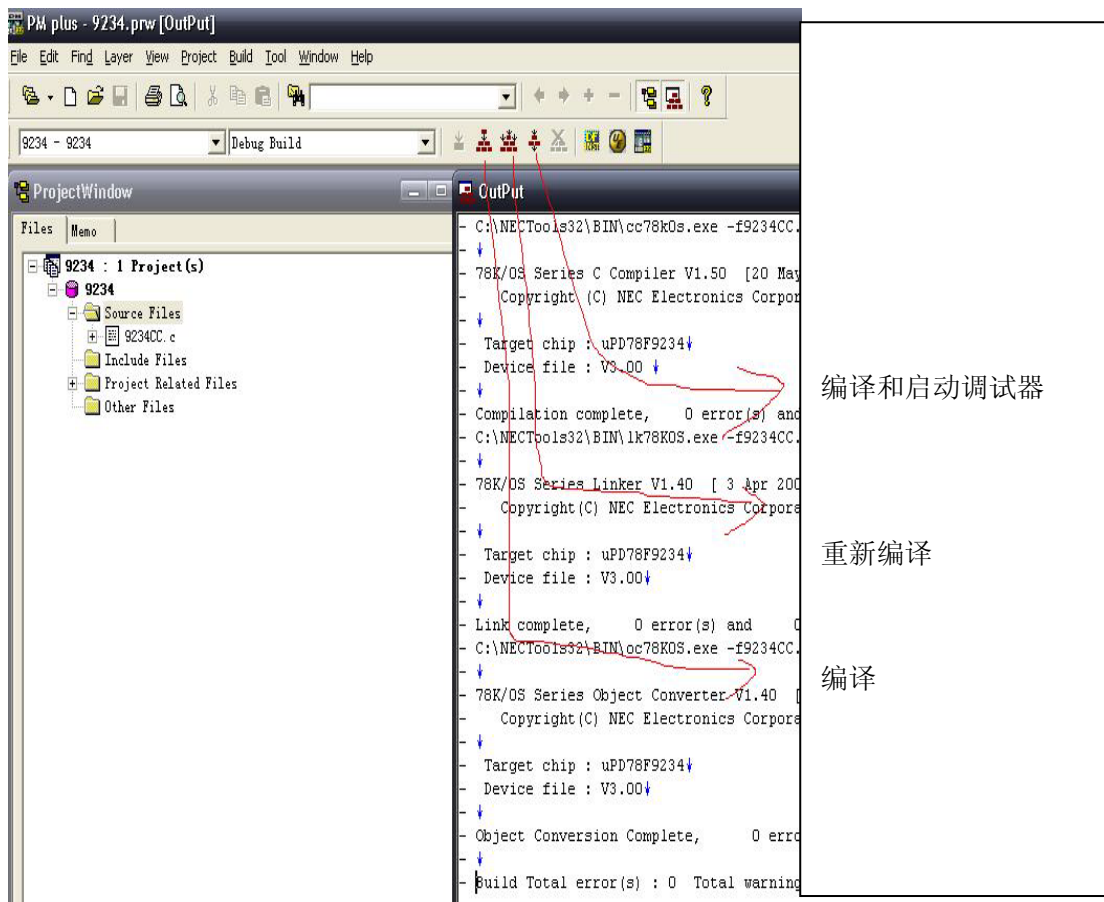 PM plus - 9234.prw [OutPut]
File Edit Find Layer View Project Build Tool Window Help
9234 - 9234
Debug Build
ProjectWindow
Files Memo
9234 : 1 Project(s)
9234
Source Files
9234CC.c
Include Files
Project Related Files
Other Files
OutPut
- C:\NECTools32\BIN\cc78k0s.exe -f9234CC.
- ↓
- 78K/0S Series C Compiler V1.50 [20 May
- Copyright (C) NEC Electronics Corpor
- ↓
- Target chip : uPD78F9234↓
- Device file : V3.00 ↓
- ↓
- Compilation complete, 0 error(s) and
- C:\NECTools32\BIN\lk78K0S.exe -f9234CC.
- ↓
- 78K/0S Series Linker V1.40 [ 3 Apr 200
- Copyright(C) NEC Electronics Corpora
- ↓
- Target chip : uPD78F9234↓
- Device file : V3.00↓
- ↓
- Link complete, 0 error(s) and 0
- C:\NECTools32\BIN\oc78K0S.exe -f9234CC.
- ↓
- 78K/0S Series Object Converter V1.40 [
- Copyright(C) NEC Electronics Corpora
- ↓
- Target chip : uPD78F9234↓
- Device file : V3.00↓
- ↓
- Object Conversion Complete, 0 erro
- ↓
- Build Total error(s) : 0 Total warning
编译和启动调试器
重新编译
编译